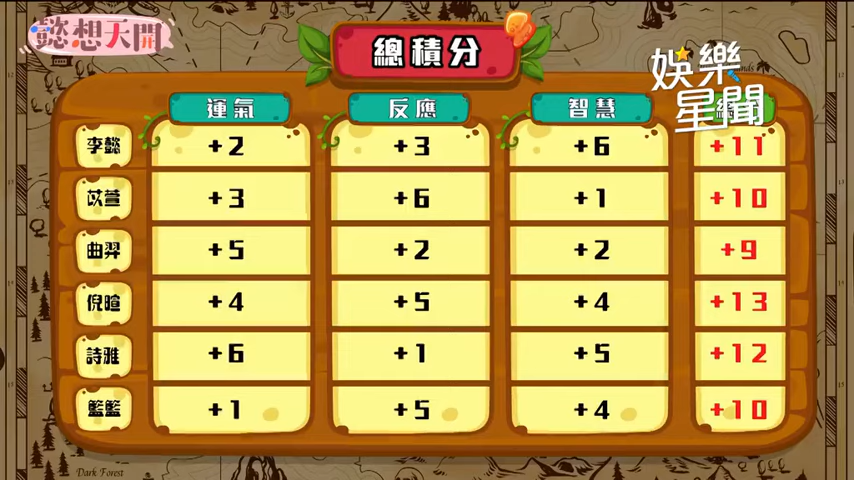 懿想天開
總積分
娛樂
星聞
運氣 反應 智慧
李懿 +2 +3 +6 +11
苡萱 +3 +6 +1 +10
曲羿 +5 +2 +2 +9
倪暄 +4 +5 +4 +13
詩雅 +6 +1 +5 +12
籃籃 +1 +5 +4 +10
Dark Forest